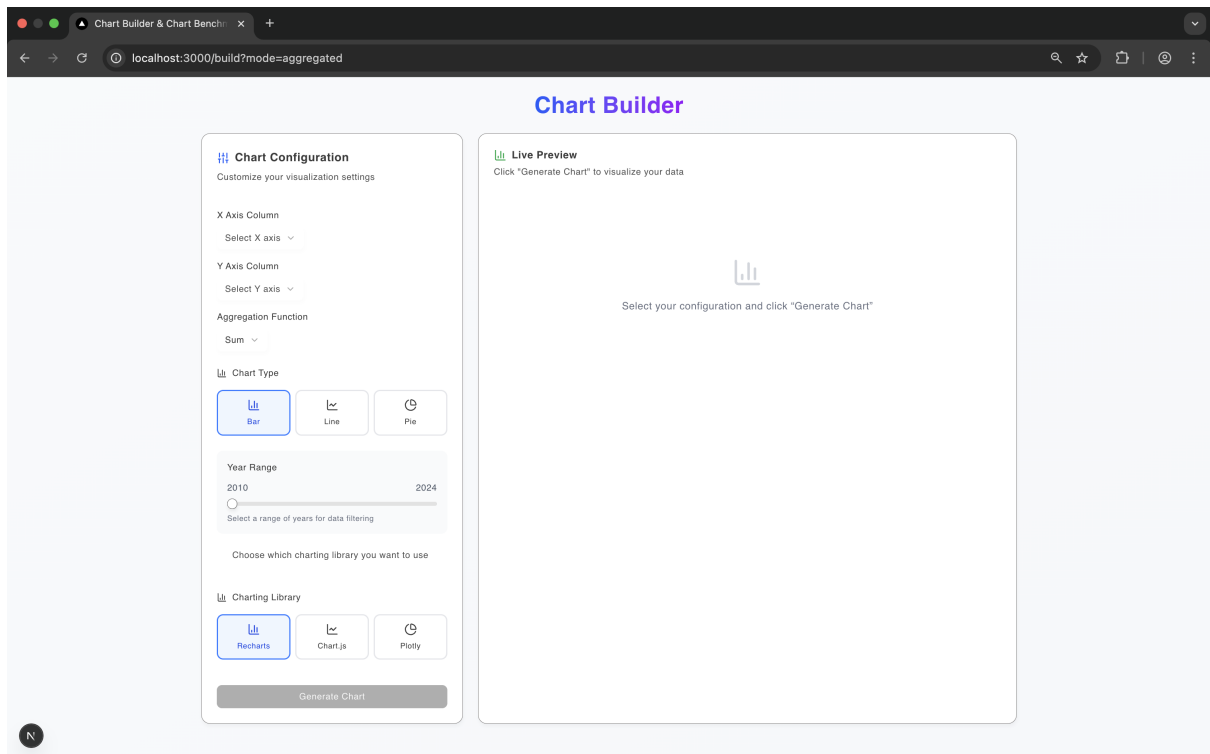 Chart Builder & Chart Bench
localhost:3000/build?mode=aggregated
Chart Builder
Chart Configuration
Customize your visualization settings
X Axis Column
Select X axis
Y Axis Column
Select Y axis
Aggregation Function
Sum
Chart Type
Bar
Line
Pie
Year Range
2010
2024
Select a range of years for data filtering
Choose which charting library you want to use
Charting Library
Recharts
Chart.js
Plotly
Generate Chart
Live Preview
Click "Generate Chart" to visualize your data
Select your configuration and click “Generate Chart”
N